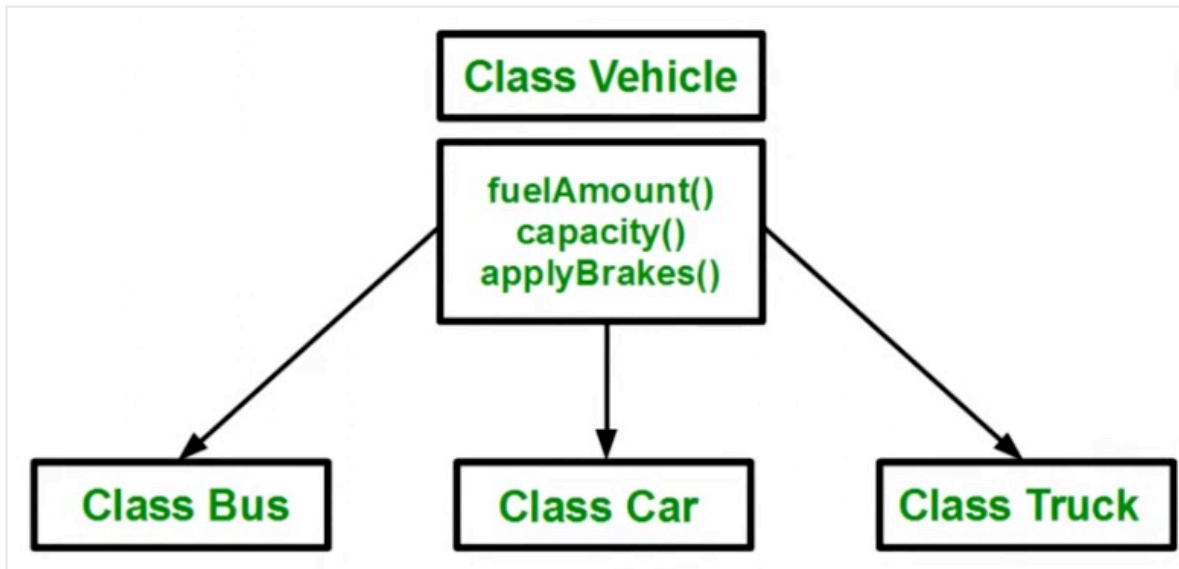 Class Vehicle
fuelAmount()
capacity()
applyBrakes()
Class Bus
Class Car
Class Truck